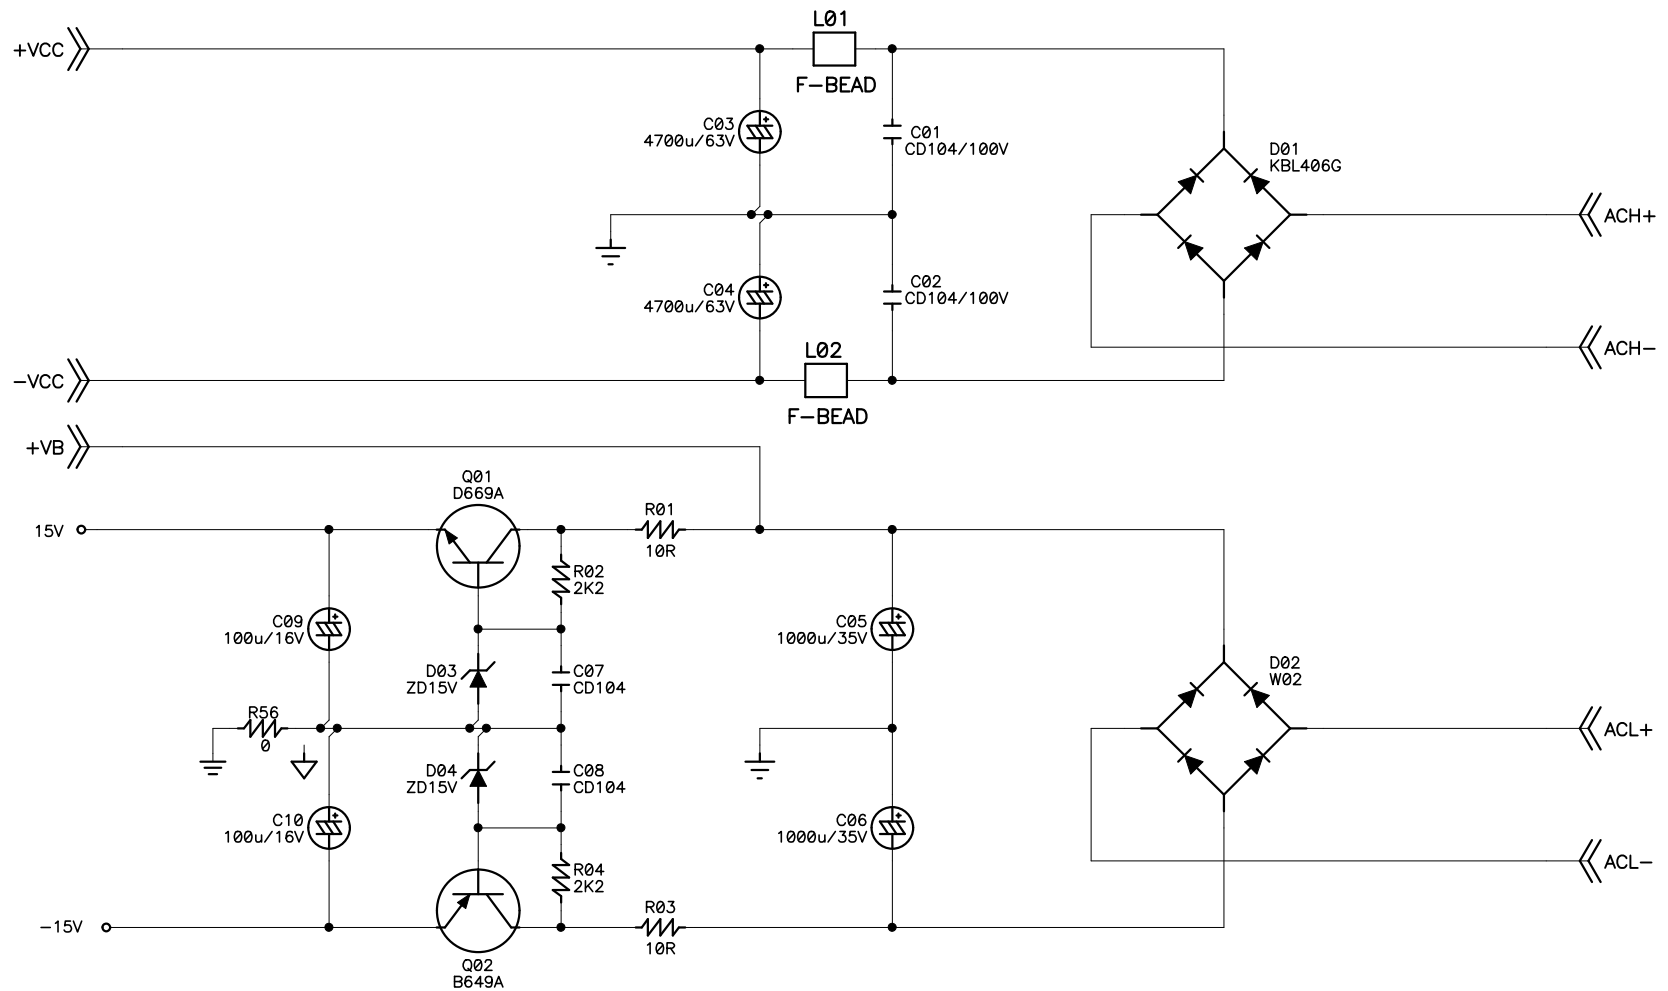 L01
+VCC
F-BEAD
C03
4700u/63V
C01
CD104/100V
D01
KBL406G
ACH+
C04
4700u/63V
C02
CD104/100V
ACH-
L02
-VCC
F-BEAD
+VB
Q01
D669A
R01
15V
10R
R02
2K2
C09
100u/16V
C05
1000u/35V
D03
ZD15V
C07
CD104
D02
W02
R56
0
ACL+
D04
ZD15V
C08
CD104
C10
100u/16V
C06
1000u/35V
R04
2K2
ACL-
R03
-15V
10R
Q02
B649A